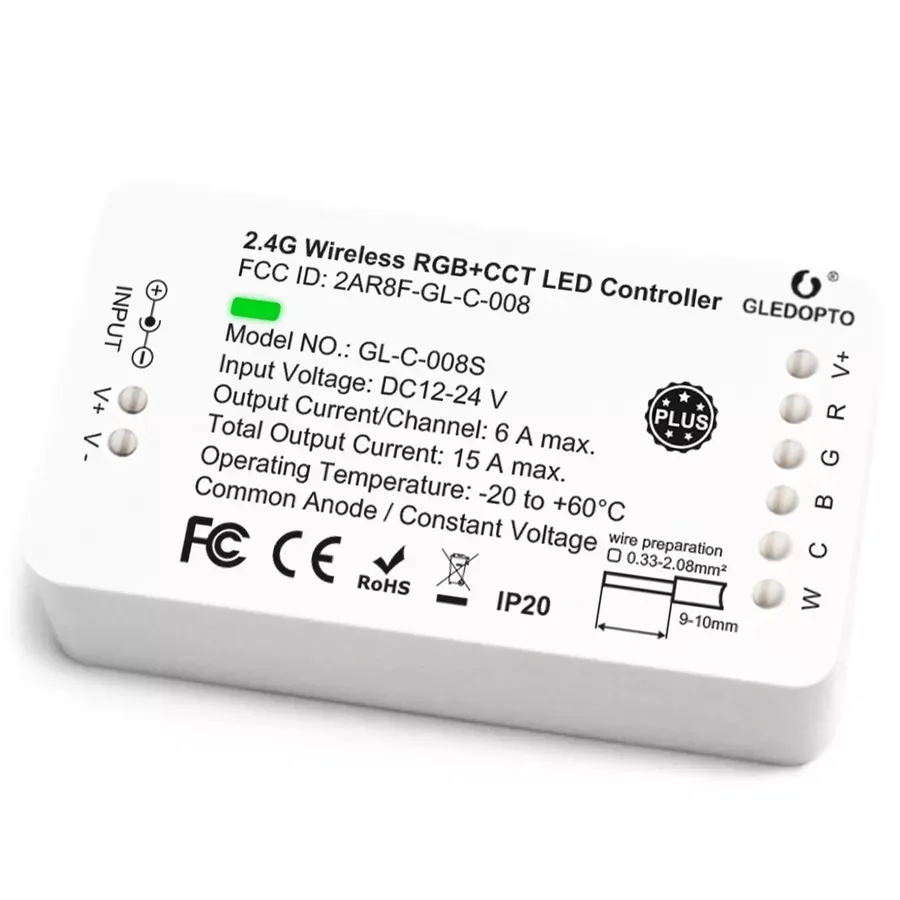 2.4G Wireless RGB+CCT LED Controller
FCC ID: 2AR8F-GL-C-008
Model NO.: GL-C-008S
Input Voltage: DC12-24 V
Output Current/Channel: 6 A max.
Total Output Current: 15 A max.
Operating Temperature: -20 to +60°C
Common Anode / Constant Voltage
FC CE
RoHS
IP20
INPUT
+
-
V+
V-
GLEDOPTO®
PLUS
V+
R
G
B
C
W
wire preparation
0.33-2.08mm²
9-10mm